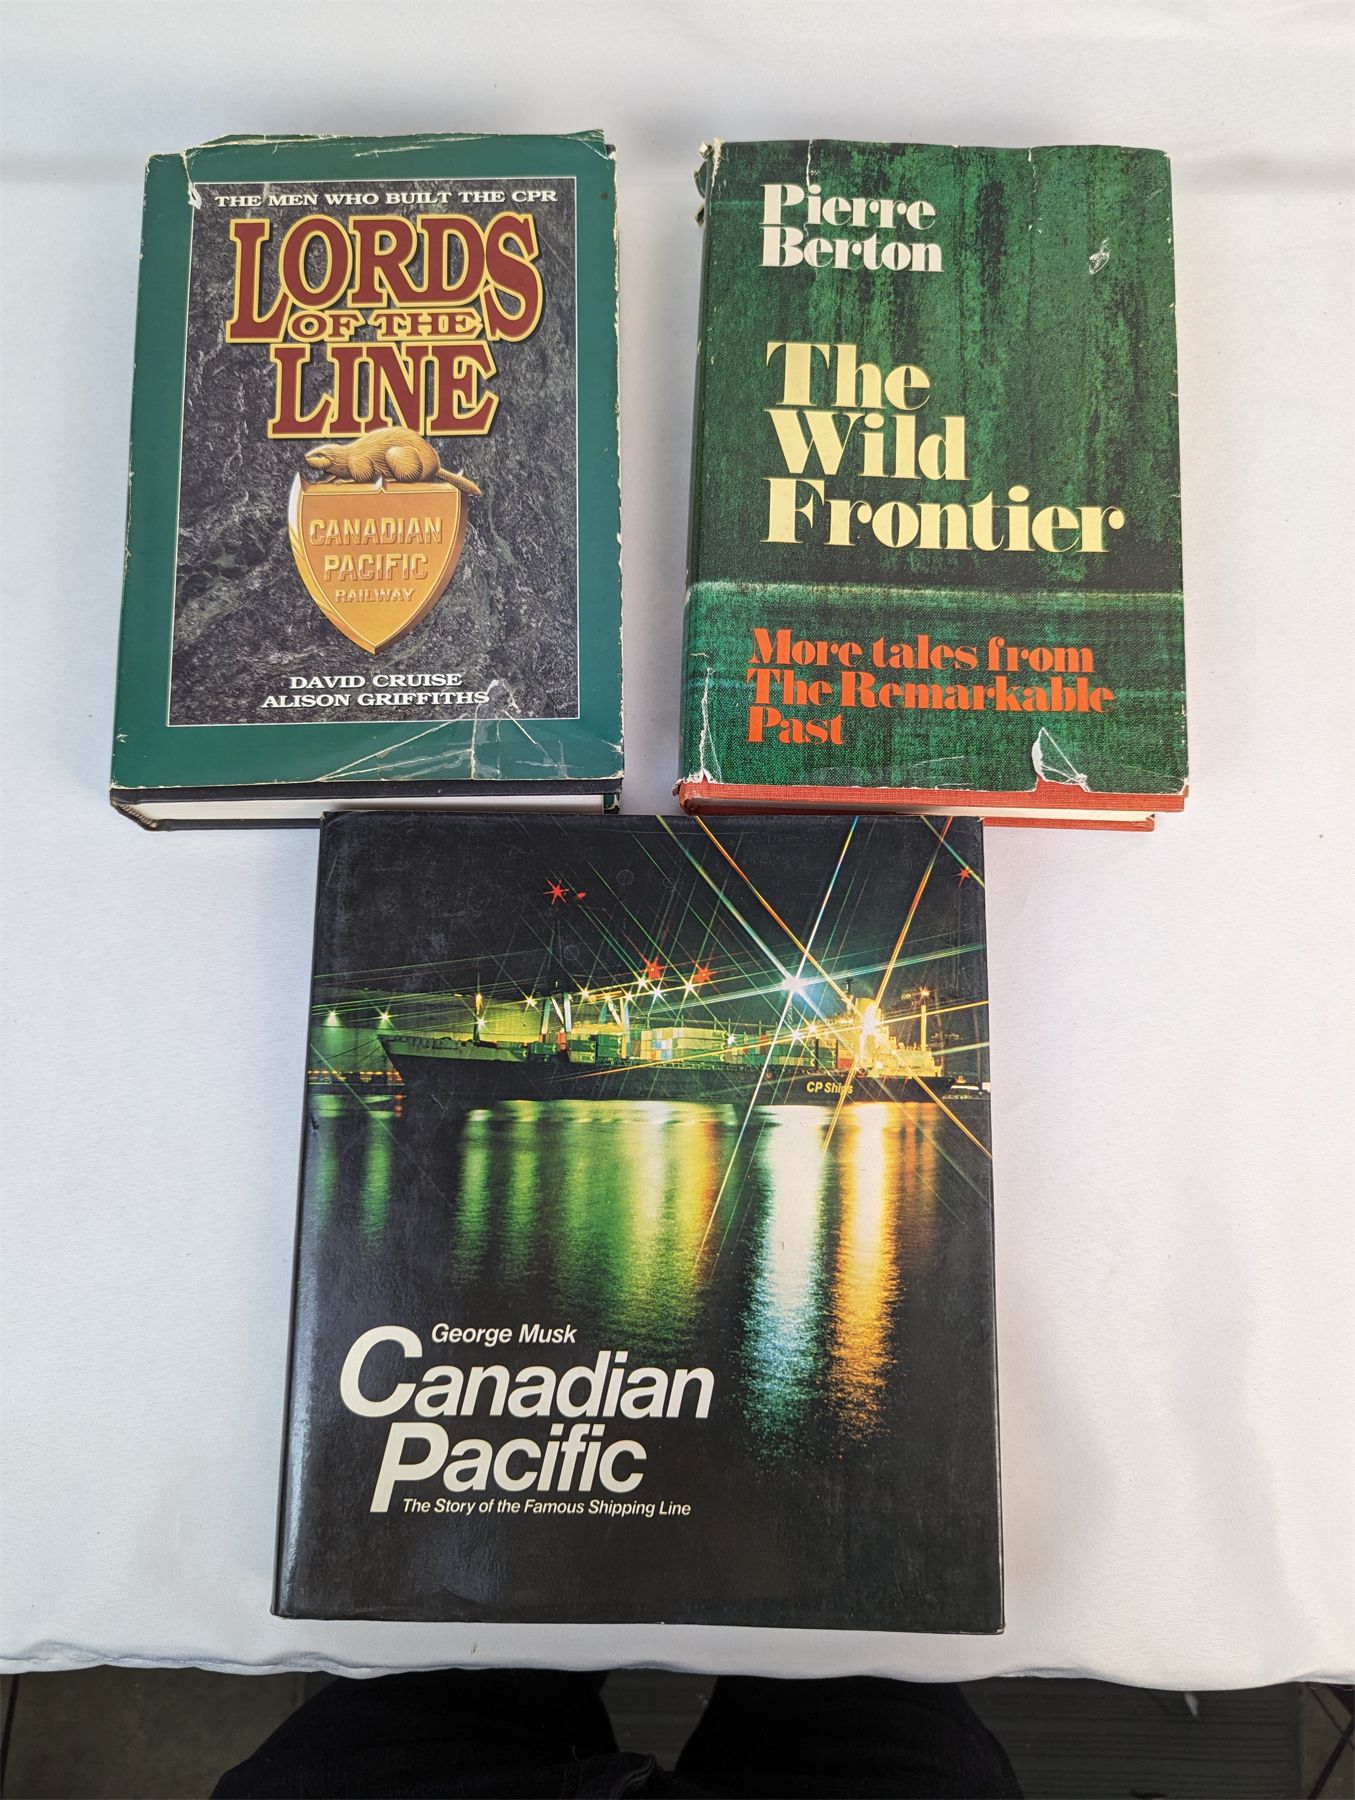 THE MEN WHO BUILT THE CPR
LORDS
OF THE
LINE
CANADIAN
PACIFIC
RAILWAY
DAVID CRUISE
ALISON GRIFFITHS
Pierre
Berton
The
Wild
Frontier
More tales from
The Remarkable
Past
CP Ships
George Musk
Canadian
Pacific
The Story of the Famous Shipping Line